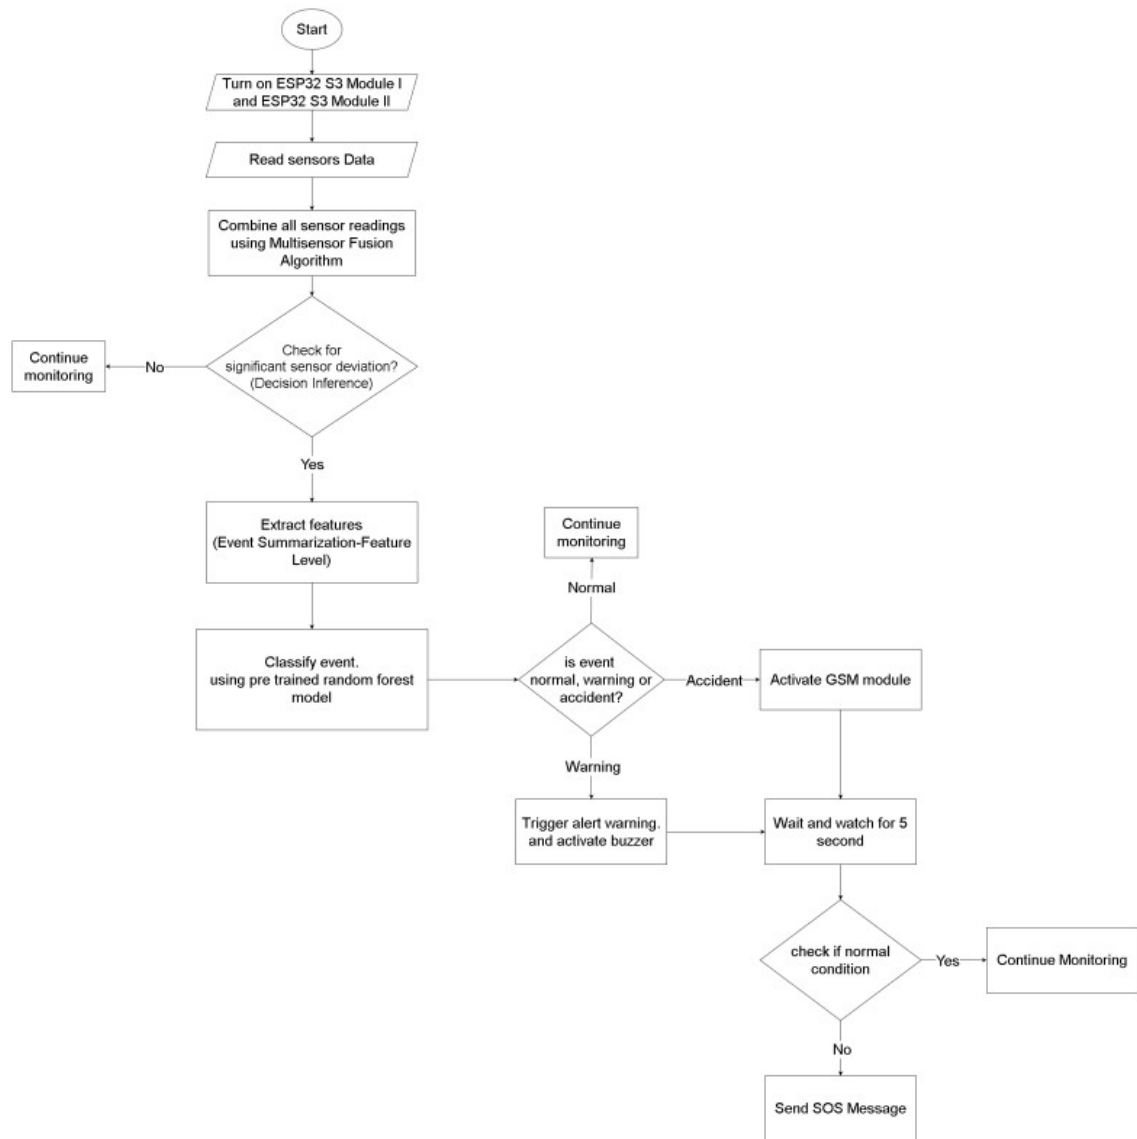 Start
Turn on ESP32 S3 Module I
and ESP32 S3 Module II
Read sensors Data
Combine all sensor readings
using Multisensor Fusion
Algorithm
Check for
significant sensor deviation?
(Decision Inference)
No
Continue
monitoring
Yes
Extract features
(Event Summarization-Feature
Level)
Classify event.
using pre trained random forest
model
is event
normal, warning or
accident?
Normal
Continue
monitoring
Accident
Activate GSM module
Warning
Trigger alert warning.
and activate buzzer
Wait and watch for 5
second
check if normal
condition
Yes
Continue Monitoring
No
Send SOS Message